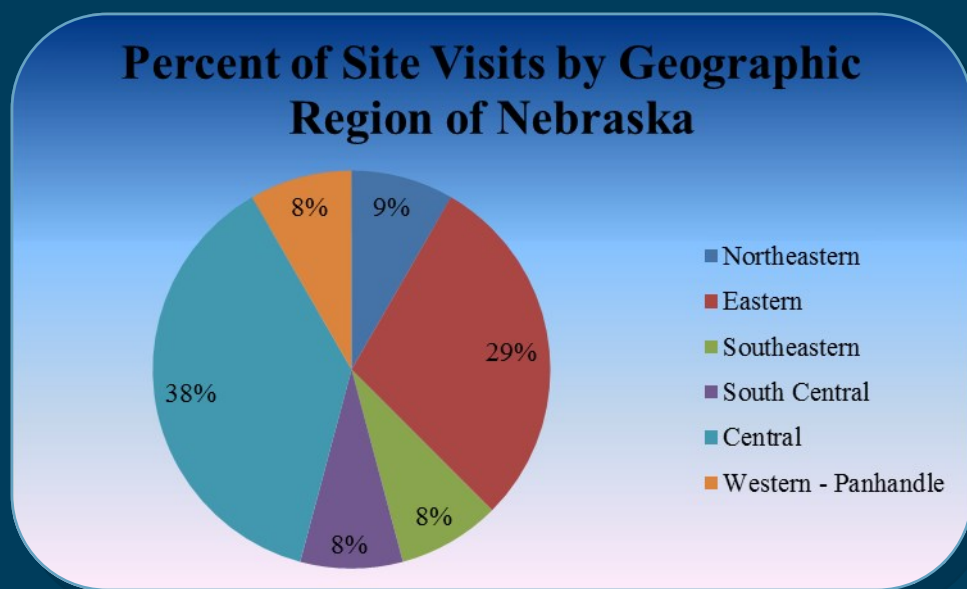 Percent of Site Visits by Geographic
Region of Nebraska
8%
9%
29%
38%
8%
8%
Northeastern
Eastern
Southeastern
South Central
Central
Western - Panhandle